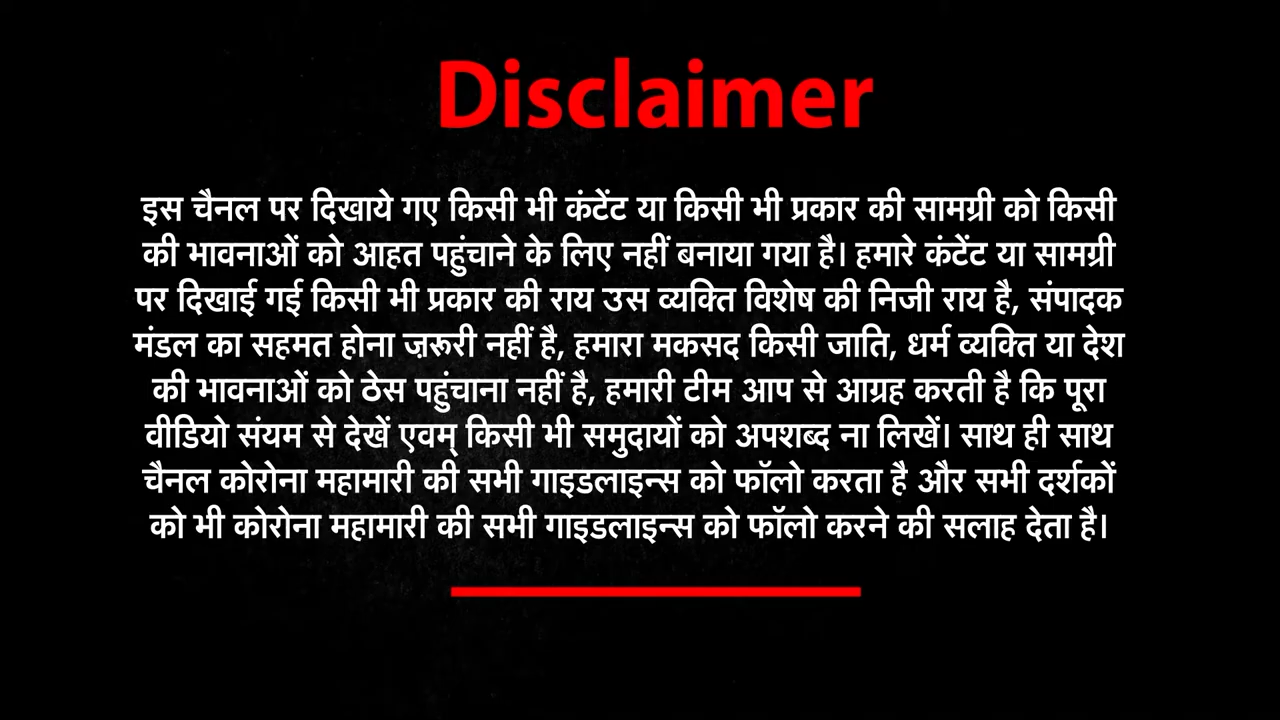 Disclaimer
इस चैनल पर दिखाये गए किसी भी कंटेंट या किसी भी प्रकार की सामग्री को किसी
की भावनाओं को आहत पहुंचाने के लिए नहीं बनाया गया है। हमारे कंटेंट या सामग्री
पर दिखाई गई किसी भी प्रकार की राय उस व्यक्ति विशेष की निजी राय है, संपादक
मंडल का सहमत होना ज़रूरी नहीं है, हमारा मकसद किसी जाति, धर्म व्यक्ति या देश
की भावनाओं को ठेस पहुंचाना नहीं है, हमारी टीम आप से आग्रह करती है कि पूरा
वीडियो संयम से देखें एवम् किसी भी समुदायों को अपशब्द ना लिखें। साथ ही साथ
चैनल कोरोना महामारी की सभी गाइडलाइन्स को फॉलो करता है और सभी दर्शकों
को भी कोरोना महामारी की सभी गाइडलाइन्स को फॉलो करने की सलाह देता है।